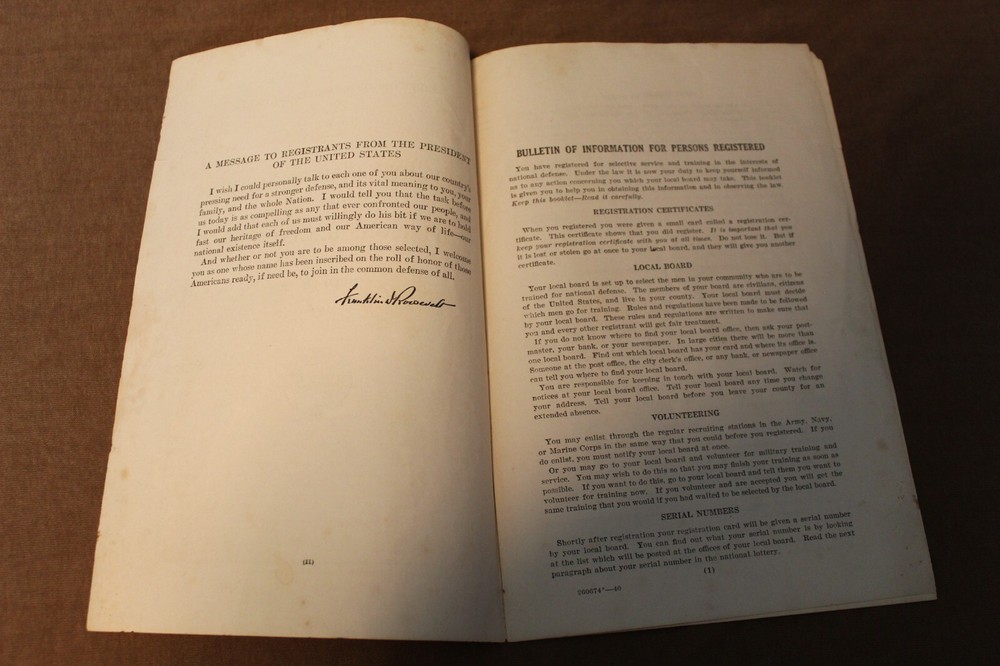 A MESSAGE TO REGISTRANTS FROM THE PRESIDENT
OF THE UNITED STATES
I wish I could personally talk to each one of you about our country's
pressing need for a stronger defense, and its vital meaning to you, your
family, and the whole Nation. I would tell you that the task before
us today is as compelling as any that ever confronted our people, and
I would add that each of us must willingly do his bit if we are to hold
fast our heritage of freedom and our American way of life—our
national existence itself.
And whether or not you are to be among those selected, I welcome
you as one whose name has been inscribed on the roll of honor of those
Americans ready, if need be, to join in the common defense of all.
Franklin D Roosevelt
(II)
BULLETIN OF INFORMATION FOR PERSONS REGISTERED
You have registered for selective service and training in the interests of
national defense. Under the law it is now your duty to keep yourself informed
as to any action concerning you which your local board may take. This booklet
is given you to help you in obtaining this information and in observing the law.
Keep this booklet—Read it carefully.
REGISTRATION CERTIFICATES
When you registered you were given a small card called a registration cer-
tificate. This certificate shows that you did register. It is important that you
keep your registration certificate with you at all times. Do not lose it. But if
it is lost or stolen go at once to your local board, and they will give you another
certificate.
LOCAL BOARD
Your local board is set up to select the men in your community who are to be
trained for national defense. The members of your board are civilians, citizens
of the United States, and live in your county. Your local board must decide
which men go for training. Rules and regulations have been made to be followed
by your local board. These rules and regulations are written to make sure that
you and every other registrant will get fair treatment.
If you do not know where to find your local board office, then ask your post-
master, your bank, or your newspaper. In large cities there will be more than
one local board. Find out which local board has your card and where its office is.
Someone at the post office, the city clerk's office, or any bank, or newspaper office
can tell you where to find your local board.
You are responsible for keeping in touch with your local board. Watch for
notices at your local board office. Tell your local board any time you change
your address. Tell your local board before you leave your county for an
extended absence.
VOLUNTEERING
You may enlist through the regular recruiting stations in the Army, Navy,
or Marine Corps in the same way that you could before you registered. If you
do enlist, you must notify your local board at once.
Or you may go to your local board and volunteer for military training and
service. You may wish to do this so that you may finish your training as soon as
possible. If you want to do this, go to your local board and tell them you want to
volunteer for training now. If you volunteer and are accepted you will get the
same training that you would if you had waited to be selected by the local board.
SERIAL NUMBERS
Shortly after registration your registration card will be given a serial number
by your local board. You can find out what your serial number is by looking
at the list which will be posted at the offices of your local board. Read the next
paragraph about your serial number in the national lottery.
(1)
260674°—40